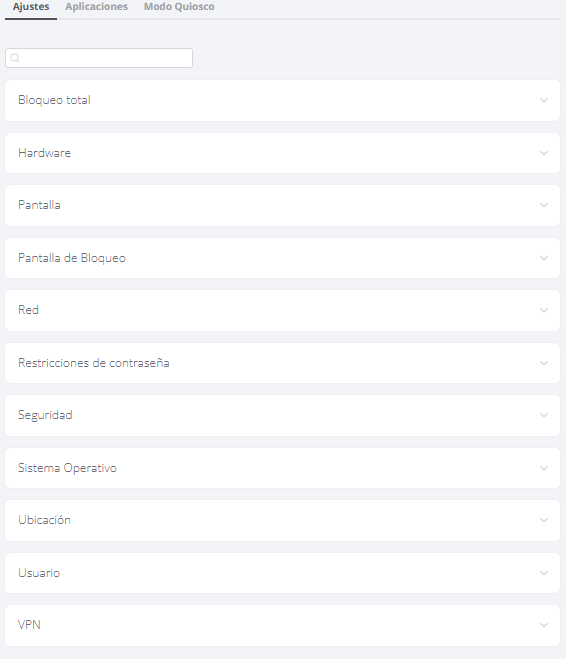 Ajustes Aplicaciones Modo Quiosco
Bloqueo total
Hardware
Pantalla
Pantalla de Bloqueo
Red
Restricciones de contraseña
Seguridad
Sistema Operativo
Ubicación
Usuario
VPN